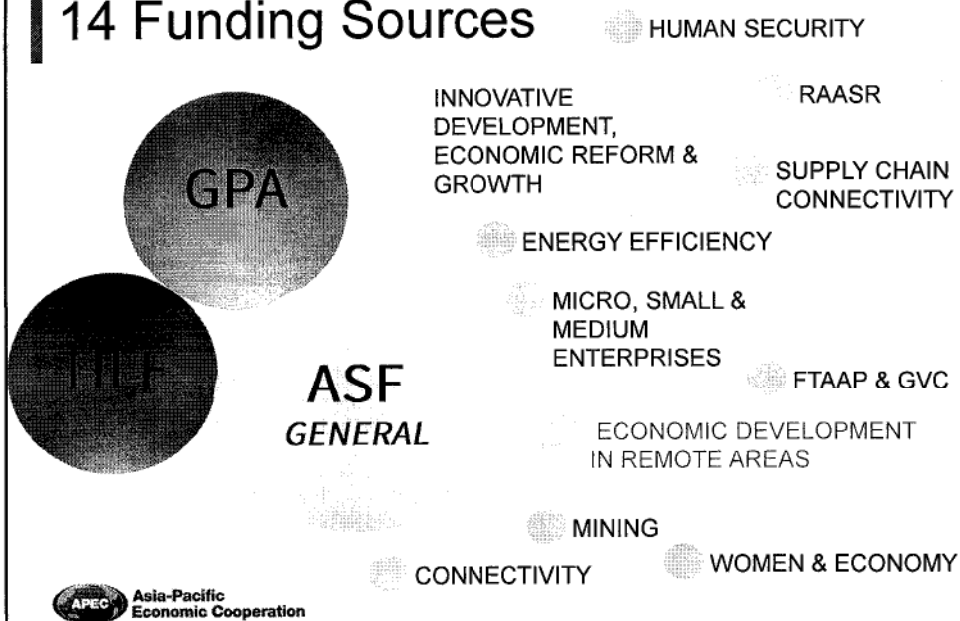 14 Funding Sources
HUMAN SECURITY
INNOVATIVE
DEVELOPMENT,
ECONOMIC REFORM &
GROWTH
RAASR
GPA
SUPPLY CHAIN
CONNECTIVITY
ENERGY EFFICIENCY
MICRO, SMALL &
MEDIUM
ENTERPRISES
TILF
ASF
GENERAL
FTAAP & GVC
ECONOMIC DEVELOPMENT
IN REMOTE AREAS
MINING
WOMEN & ECONOMY
CONNECTIVITY
APEC
Asia-Pacific
Economic Cooperation